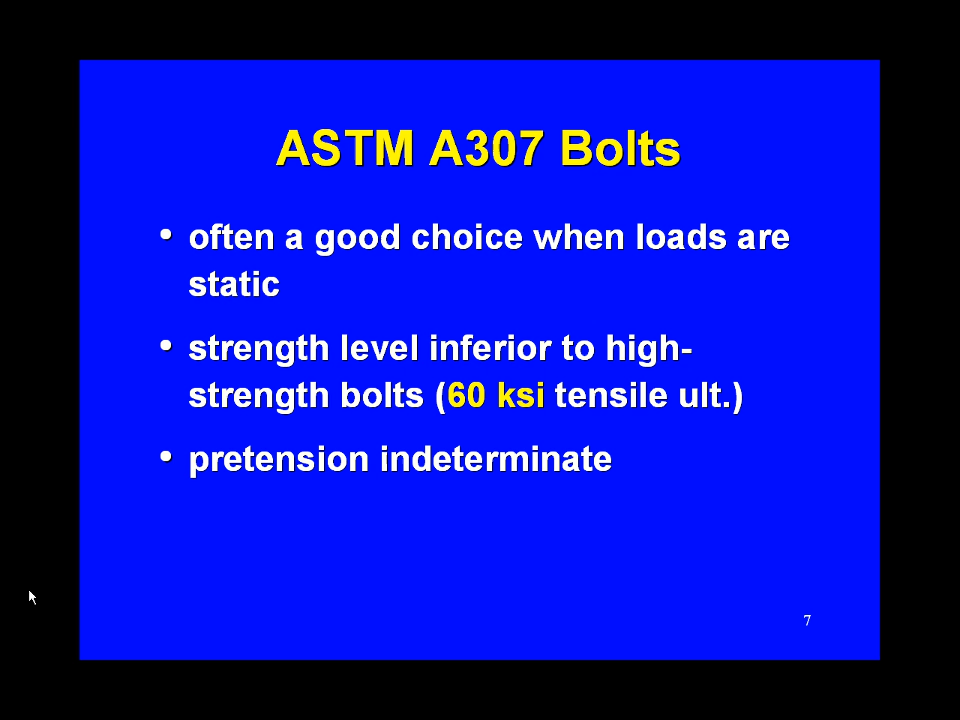 ASTM A307 Bolts
• often a good choice when loads are
static
• strength level inferior to high-
strength bolts (60 ksi tensile ult.)
• pretension indeterminate
7